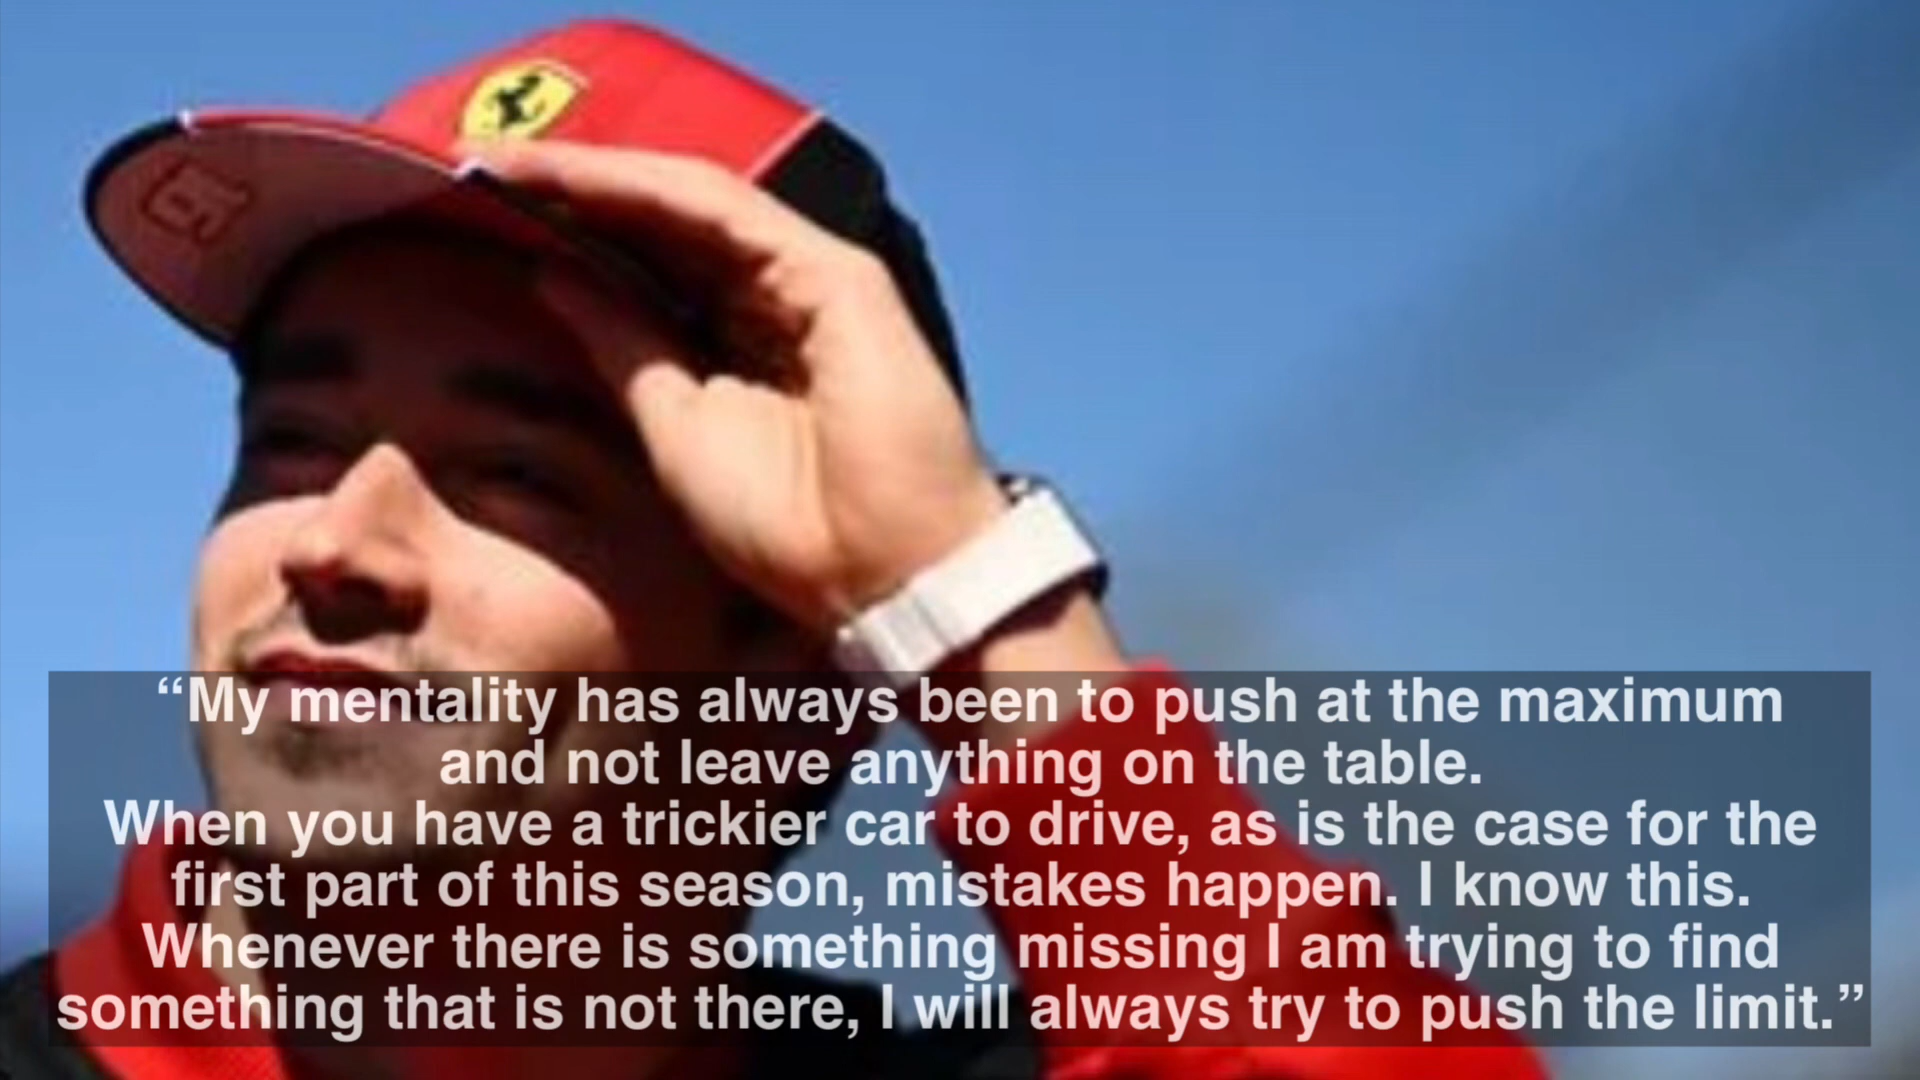 16
“My mentality has always been to push at the maximum
and not leave anything on the table.
When you have a trickier car to drive, as is the case for the
first part of this season, mistakes happen. I know this.
Whenever there is something missing I am trying to find
something that is not there, I will always try to push the limit.”